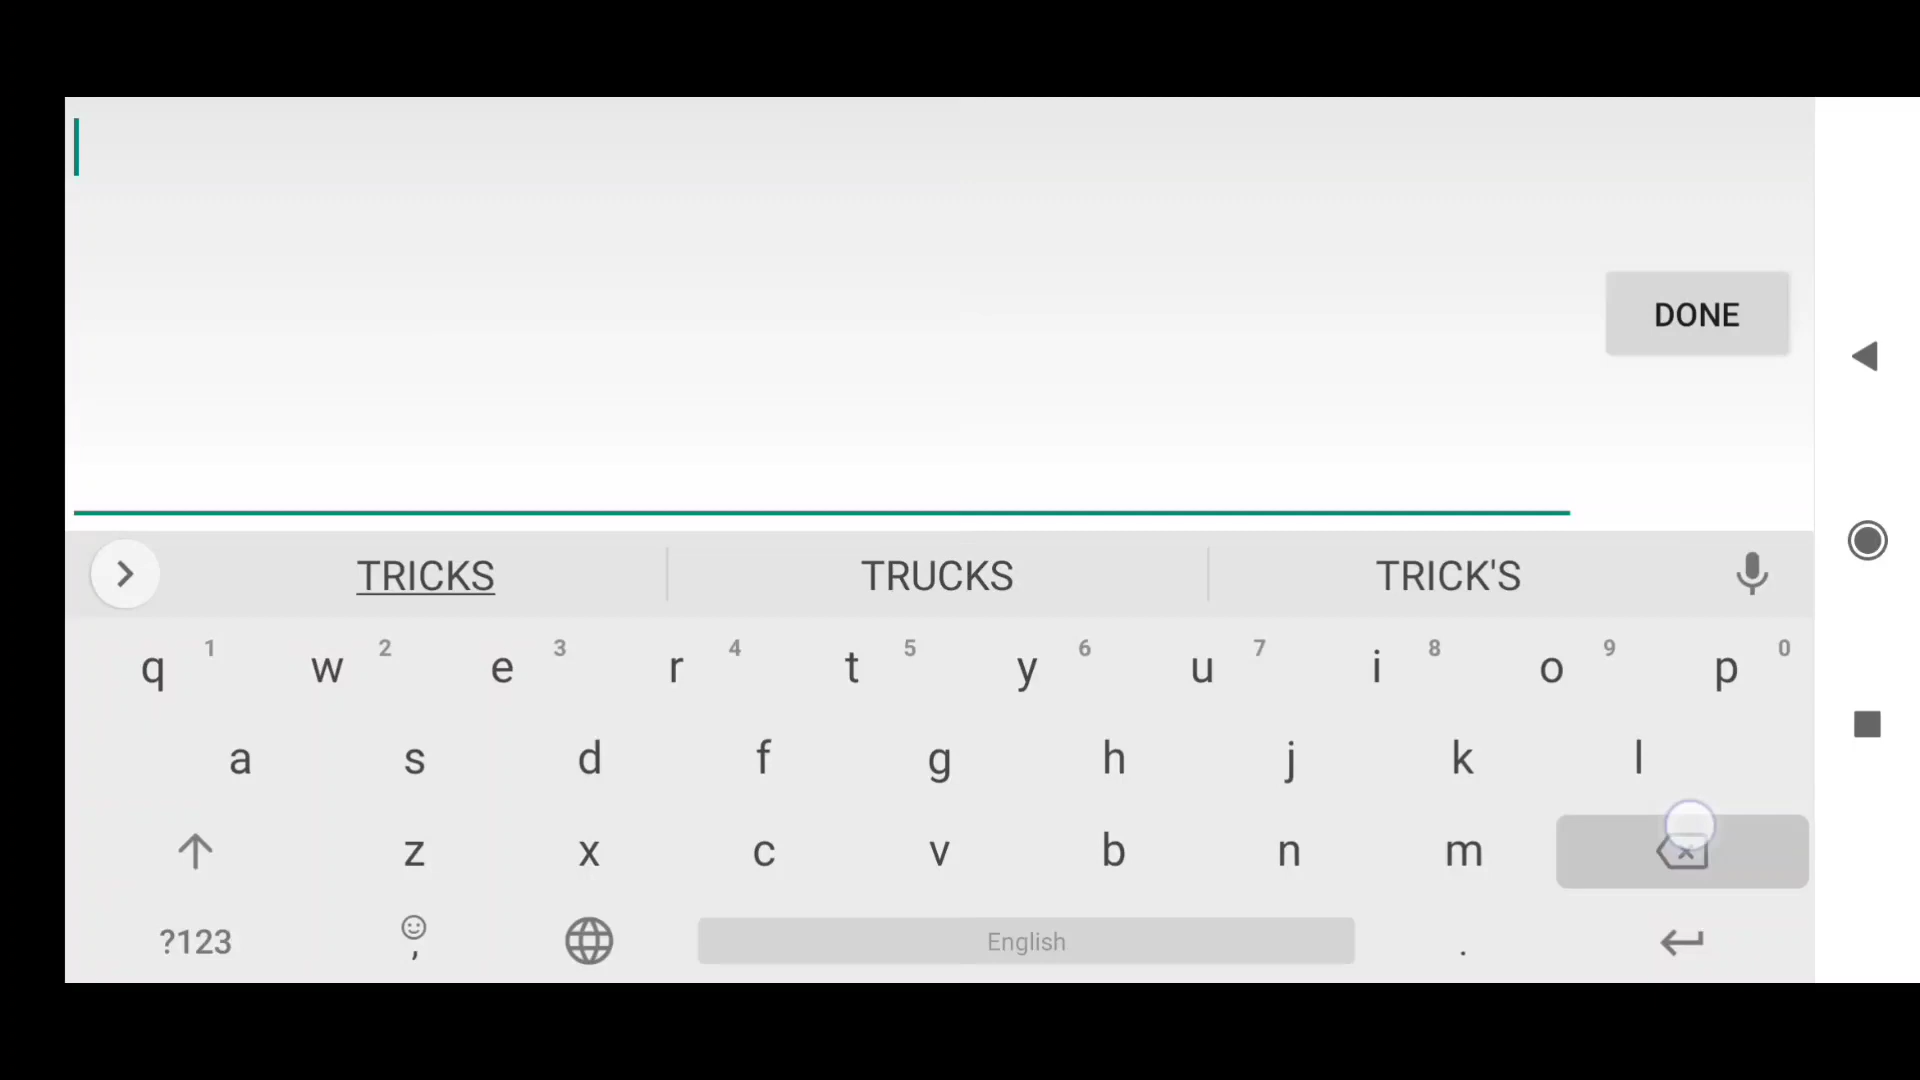 DONE
TRICKS TRUCKS TRICK'S
q 1 w 2 e 3 r 4 t 5 y 6 u 7 i 8 o 9 p 0
a s d f g h j k l
z x c v b n m
?123 , English .